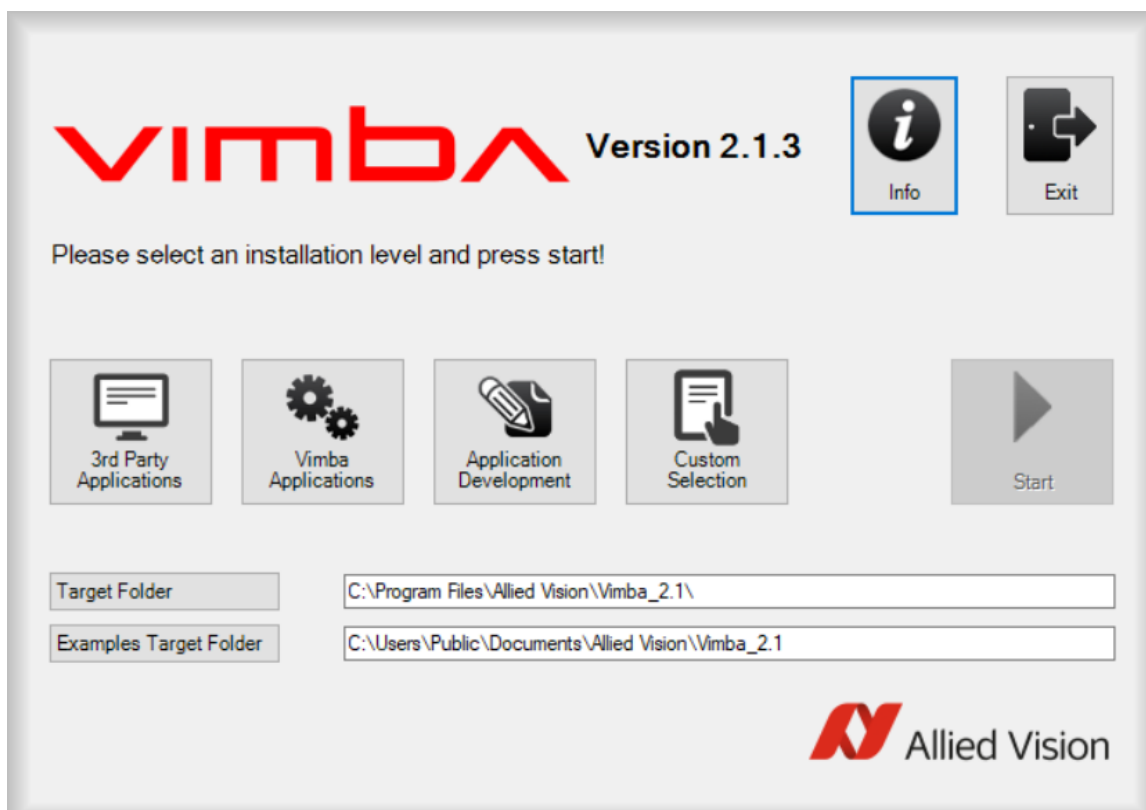 vimba Version 2.1.3
Info
Exit
Please select an installation level and press start!
3rd Party
Applications
Vimba
Applications
Application
Development
Custom
Selection
Start
Target Folder
C:\Program Files\Allied Vision\Vimba_2.1\
Examples Target Folder
C:\Users\Public\Documents\Allied Vision\Vimba_2.1
Allied Vision